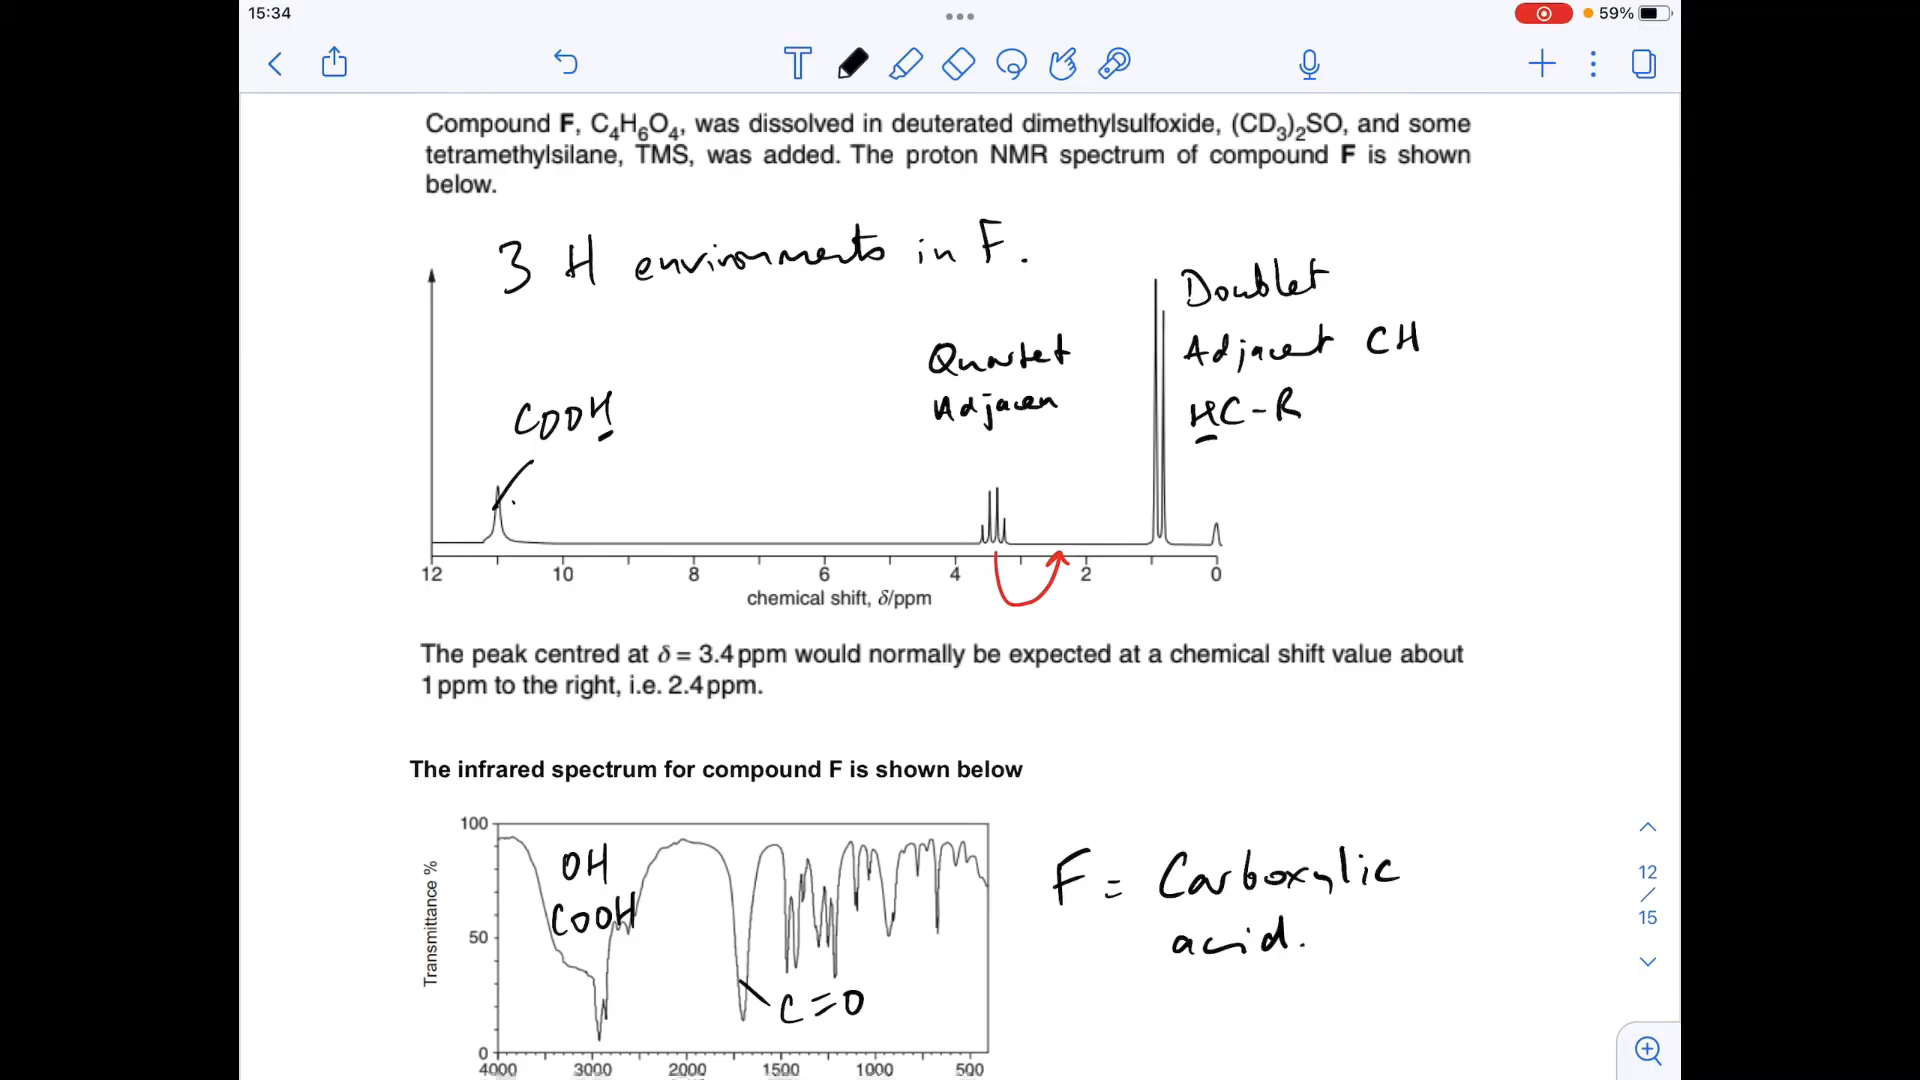 15:34
59%
Compound F, C₄H₆O₄, was dissolved in deuterated dimethylsulfoxide, (CD₃)₂SO, and some
tetramethylsilane, TMS, was added. The proton NMR spectrum of compound F is shown
below.
3 H environments in F.
Doublet
Adjacent CH
HC-R
Quartet
Adjacen
COOH
12 10 8 6 4 2 0
chemical shift, δ/ppm
The peak centred at δ = 3.4 ppm would normally be expected at a chemical shift value about
1 ppm to the right, i.e. 2.4 ppm.
The infrared spectrum for compound F is shown below
100
50
0
Transmittance %
OH
COOH
C=O
4000 3000 2000 1500 1000 500
F = Carboxylic
acid.
12
/
15